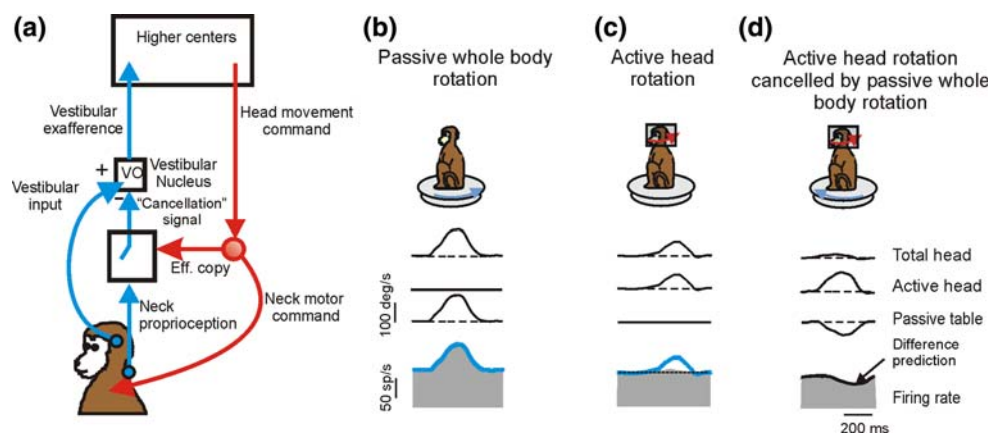 (a)
Higher centers
Vestibular
exafference
Head movement
command
+
VO
Vestibular
Nucleus
Vestibular
input
-
"Cancellation"
signal
Eff. copy
Neck
proprioception
Neck motor
command
(b)
Passive whole body
rotation
100 deg/s
50 sp/s
(c)
Active head
rotation
(d)
Active head rotation
cancelled by passive whole
body rotation
Total head
Active head
Passive table
Difference
prediction
Firing rate
200 ms